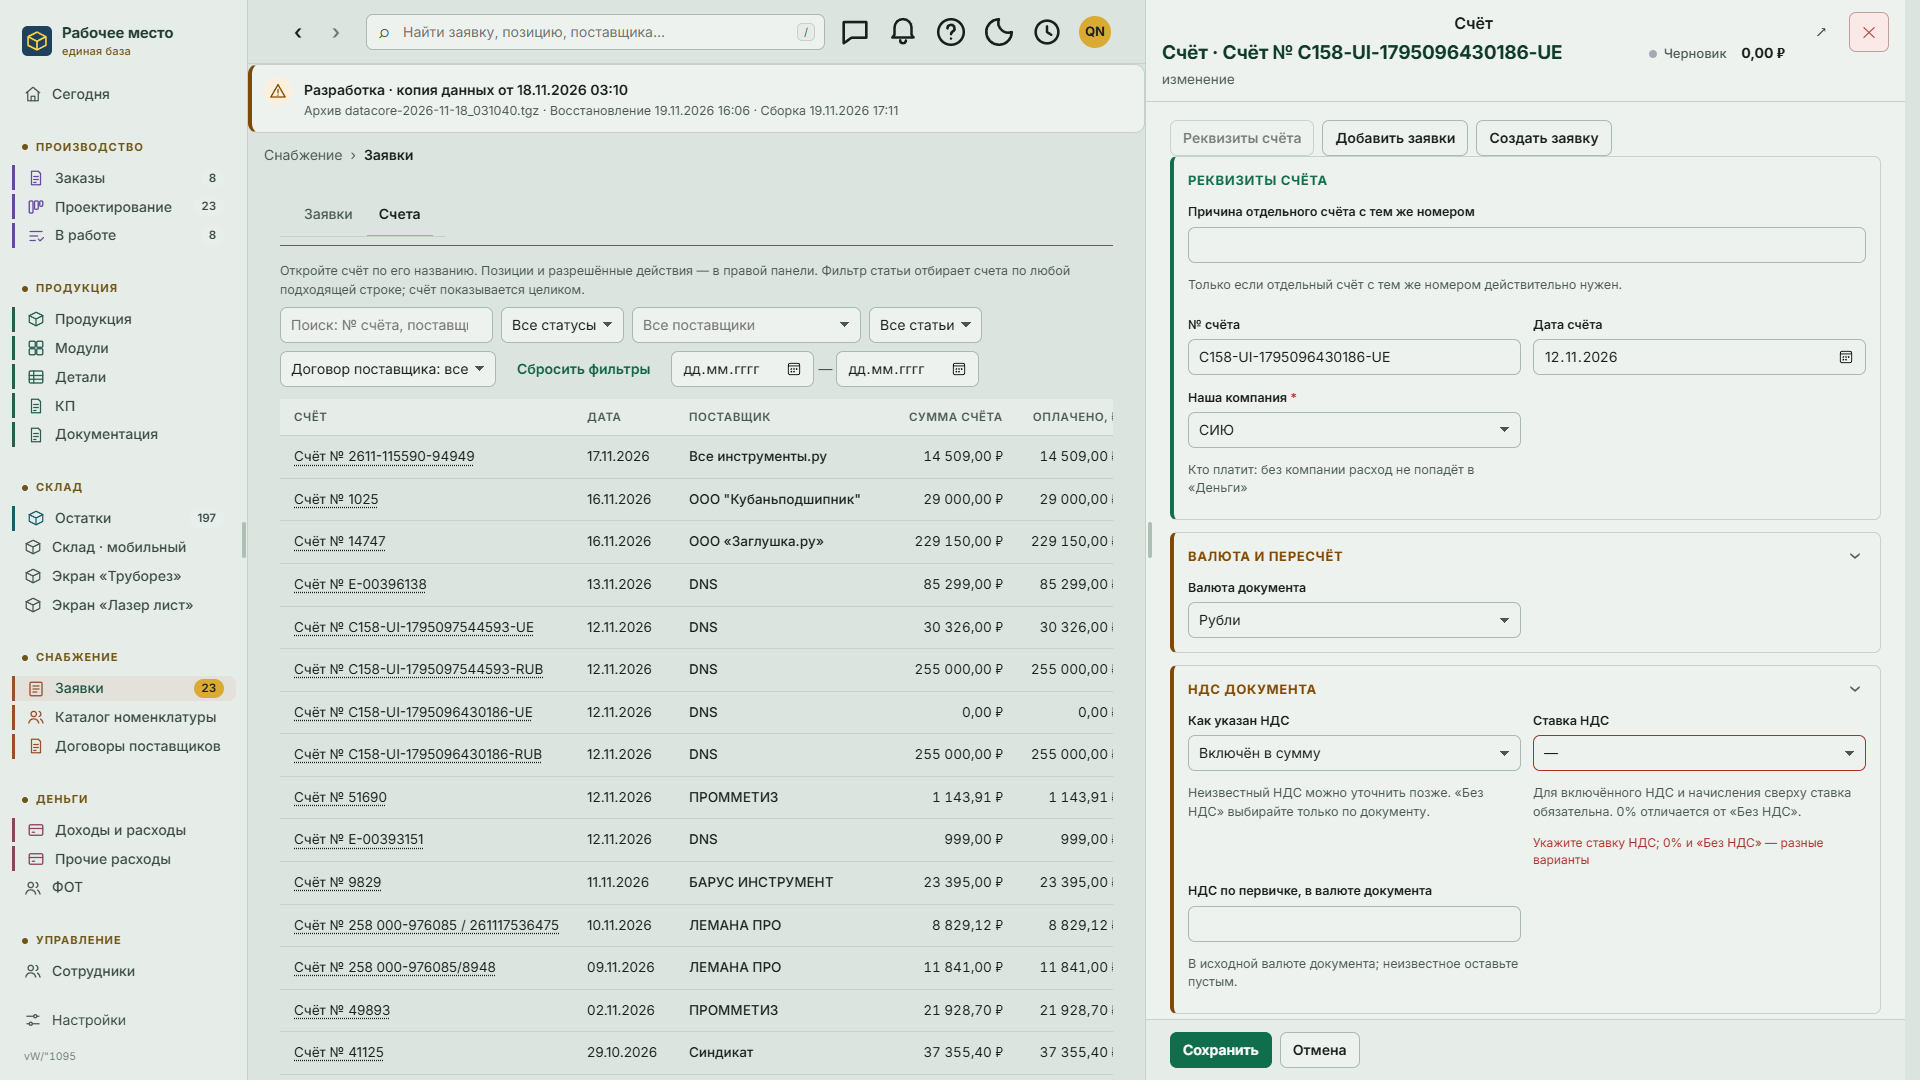 Рабочее место
единая база
Сегодня
ПРОИЗВОДСТВО
Заказы 8
Проектирование 23
В работе 8
ПРОДУКЦИЯ
Продукция
Модули
Детали
КП
Документация
СКЛАД
Остатки 197
Склад · мобильный
Экран «Труборез»
Экран «Лазер лист»
СНАБЖЕНИЕ
Заявки 23
Каталог номенклатуры
Договоры поставщиков
ДЕНЬГИ
Доходы и расходы
Прочие расходы
ФОТ
УПРАВЛЕНИЕ
Сотрудники
Настройки
vW/"1095
Найти заявку, позицию, поставщика... /
QN
Разработка · копия данных от 18.11.2026 03:10
Архив datacore-2026-11-18_031040.tgz · Восстановление 19.11.2026 16:06 · Сборка 19.11.2026 17:11
Снабжение › Заявки
Заявки Счета
Откройте счёт по его названию. Позиции и разрешённые действия — в правой панели. Фильтр статьи отбирает счета по любой
подходящей строке; счёт показывается целиком.
Поиск: № счёта, поставщ Все статусы Все поставщики Все статьи
Договор поставщика: все Сбросить фильтры дд.мм.гггг — дд.мм.гггг
СЧЁТ ДАТА ПОСТАВЩИК СУММА СЧЁТА ОПЛАЧЕНО,
Счёт № 2611-115590-94949 17.11.2026 Все инструменты.ру 14 509,00 ₽ 14 509,00
Счёт № 1025 16.11.2026 ООО "Кубаньподшипник" 29 000,00 ₽ 29 000,00
Счёт № 14747 16.11.2026 ООО «Заглушка.ру» 229 150,00 ₽ 229 150,00
Счёт № E-00396138 13.11.2026 DNS 85 299,00 ₽ 85 299,00
Счёт № C158-UI-1795097544593-UE 12.11.2026 DNS 30 326,00 ₽ 30 326,00
Счёт № C158-UI-1795097544593-RUB 12.11.2026 DNS 255 000,00 ₽ 255 000,00
Счёт № C158-UI-1795096430186-UE 12.11.2026 DNS 0,00 ₽ 0,00
Счёт № C158-UI-1795096430186-RUB 12.11.2026 DNS 255 000,00 ₽ 255 000,00
Счёт № 51690 12.11.2026 ПРОММЕТИЗ 1 143,91 ₽ 1 143,91
Счёт № E-00393151 12.11.2026 DNS 999,00 ₽ 999,00
Счёт № 9829 11.11.2026 БАРУС ИНСТРУМЕНТ 23 395,00 ₽ 23 395,00
Счёт № 258 000-976085 / 261117536475 10.11.2026 ЛЕМАНА ПРО 8 829,12 ₽ 8 829,12
Счёт № 258 000-976085/8948 09.11.2026 ЛЕМАНА ПРО 11 841,00 ₽ 11 841,00
Счёт № 49893 02.11.2026 ПРОММЕТИЗ 21 928,70 ₽ 21 928,70
Счёт № 41125 29.10.2026 Синдикат 37 355,40 ₽ 37 355,40
Счёт
Счёт · Счёт № C158-UI-1795096430186-UE
Черновик 0,00 ₽
изменение
Реквизиты счёта Добавить заявки Создать заявку
РЕКВИЗИТЫ СЧЁТА
Причина отдельного счёта с тем же номером
Только если отдельный счёт с тем же номером действительно нужен.
№ счёта Дата счёта
C158-UI-1795096430186-UE 12.11.2026
Наша компания *
СИЮ
Кто платит: без компании расход не попадёт в
«Деньги»
ВАЛЮТА И ПЕРЕСЧЁТ
Валюта документа
Рубли
НДС ДОКУМЕНТА
Как указан НДС Ставка НДС
Включён в сумму —
Неизвестный НДС можно уточнить позже. «Без
НДС» выбирайте только по документу.
Для включённого НДС и начисления сверху ставка
обязательна. 0% отличается от «Без НДС».
Укажите ставку НДС; 0% и «Без НДС» — разные
варианты
НДС по первичке, в валюте документа
В исходной валюте документа; неизвестное оставьте
пустым.
Сохранить Отмена